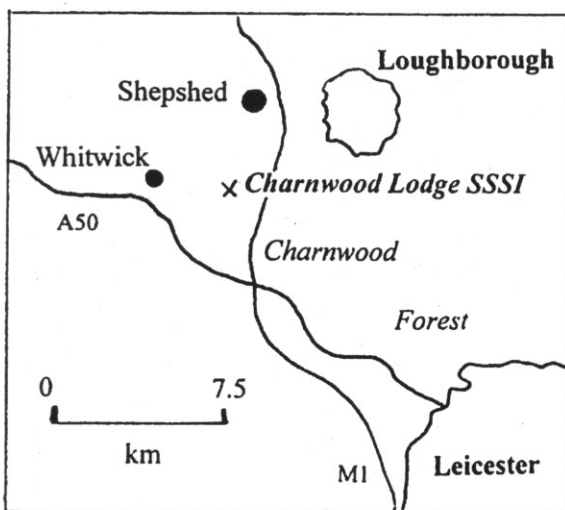 Loughborough
Shepshed
Whitwick
Charnwood Lodge SSSI
A50
Charnwood
Forest
0 7.5
km
M1
Leicester